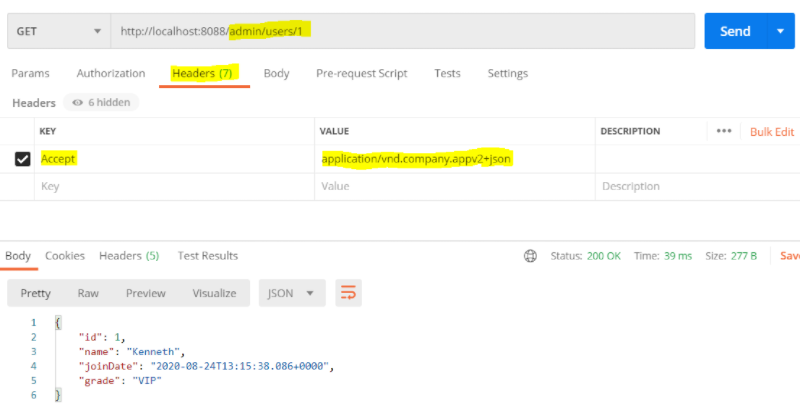 GET http://localhost:8088/admin/users/1 Send
Params Authorization Headers (7) Body Pre-request Script Tests Settings
Headers 6 hidden
KEY VALUE DESCRIPTION ••• Bulk Edit
Accept application/vnd.company.appv2+json
Key Value Description
Body Cookies Headers (5) Test Results Status: 200 OK Time: 39 ms Size: 277 B Sav
Pretty Raw Preview Visualize JSON
1 {
2 "id": 1,
3 "name": "Kenneth",
4 "joinDate": "2020-08-24T13:15:38.086+0000",
5 "grade": "VIP"
6 }